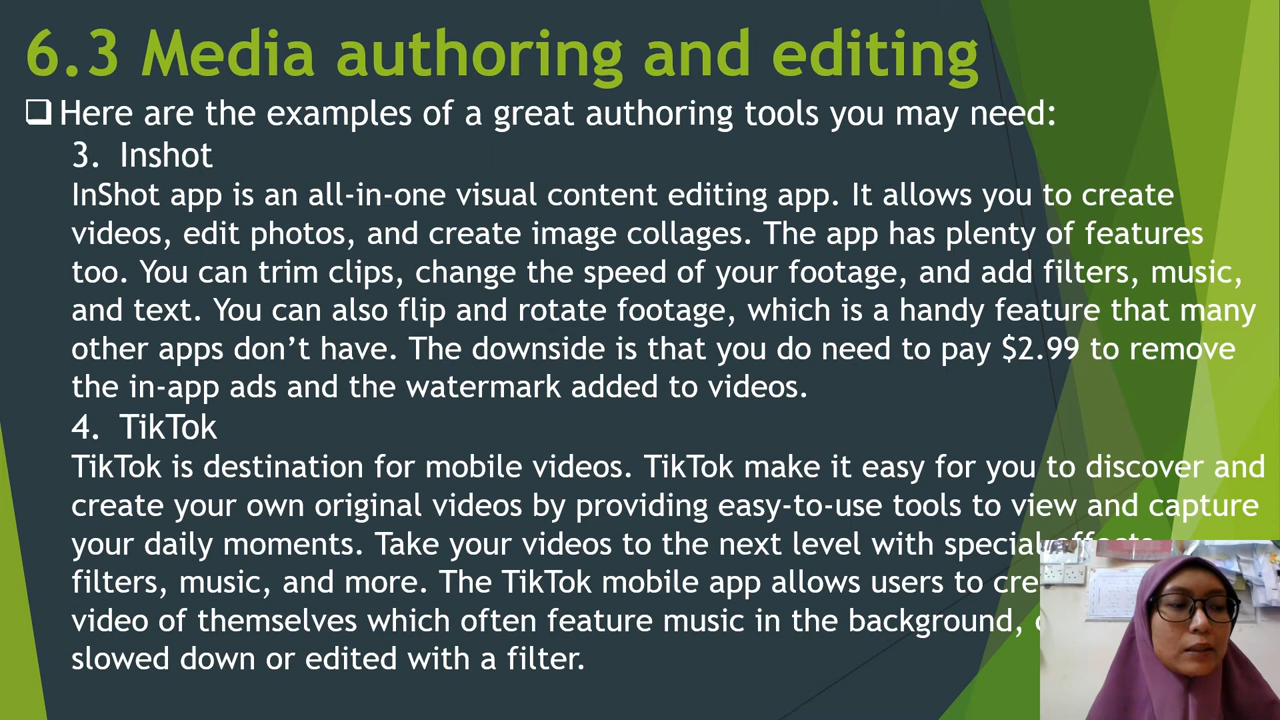 6.3 Media authoring and editing
Here are the examples of a great authoring tools you may need:
3. Inshot
InShot app is an all-in-one visual content editing app. It allows you to create
videos, edit photos, and create image collages. The app has plenty of features
too. You can trim clips, change the speed of your footage, and add filters, music,
and text. You can also flip and rotate footage, which is a handy feature that many
other apps don’t have. The downside is that you do need to pay $2.99 to remove
the in-app ads and the watermark added to videos.
4. TikTok
TikTok is destination for mobile videos. TikTok make it easy for you to discover and
create your own original videos by providing easy-to-use tools to view and capture
your daily moments. Take your videos to the next level with special effects
filters, music, and more. The TikTok mobile app allows users to
video of themselves which often feature music in the background,
slowed down or edited with a filter.